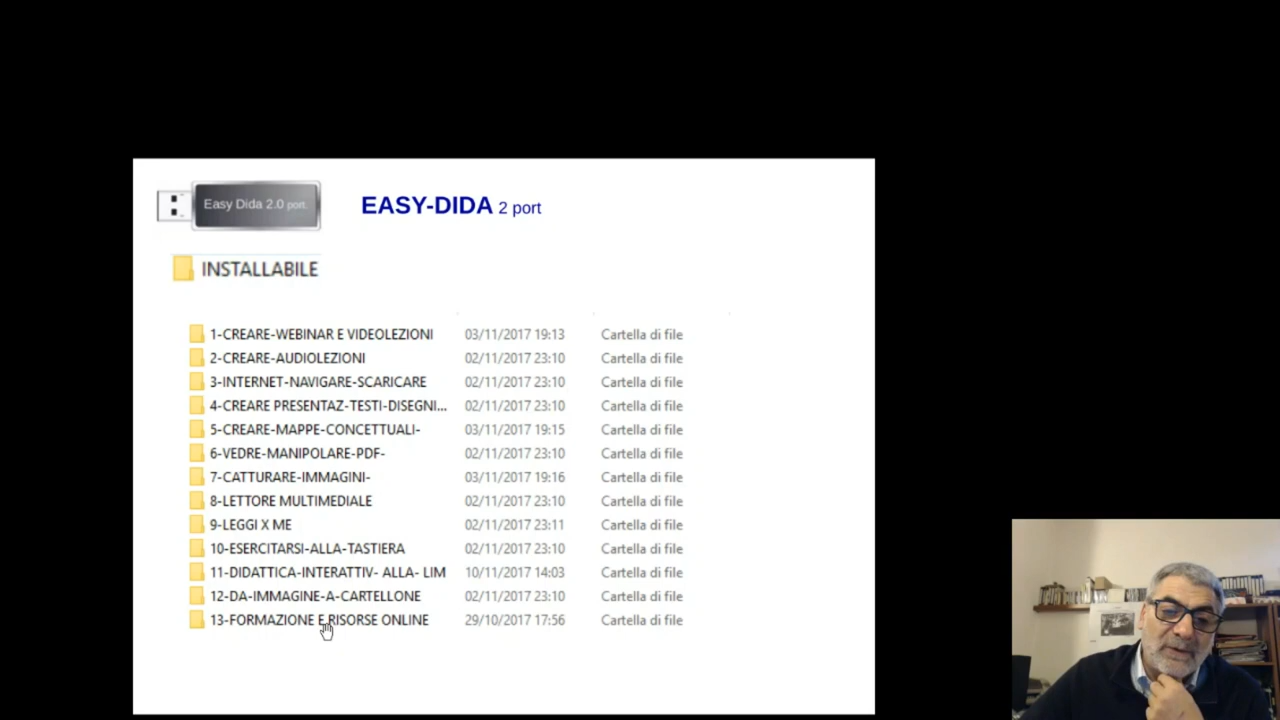 Easy Dida 2.0 port.
EASY-DIDA 2 port
INSTALLABILE
1-CREARE-WEBINAR E VIDEOLEZIONI 03/11/2017 19:13 Cartella di file
2-CREARE-AUDIOLEZIONI 02/11/2017 23:10 Cartella di file
3-INTERNET-NAVIGARE-SCARICARE 02/11/2017 23:10 Cartella di file
4-CREARE PRESENTAZ-TESTI-DISEGNI... 02/11/2017 23:10 Cartella di file
5-CREARE-MAPPE-CONCETTUALI- 03/11/2017 19:15 Cartella di file
6-VEDRE-MANIPOLARE-PDF- 02/11/2017 23:10 Cartella di file
7-CATTURARE-IMMAGINI- 03/11/2017 19:16 Cartella di file
8-LETTORE MULTIMEDIALE 02/11/2017 23:10 Cartella di file
9-LEGGI X ME 02/11/2017 23:11 Cartella di file
10-ESERCITARSI-ALLA-TASTIERA 02/11/2017 23:10 Cartella di file
11-DIDATTICA-INTERATTIV- ALLA- LIM 10/11/2017 14:03 Cartella di file
12-DA-IMMAGINE-A-CARTELLONE 02/11/2017 23:10 Cartella di file
13-FORMAZIONE E RISORSE ONLINE 29/10/2017 17:56 Cartella di file